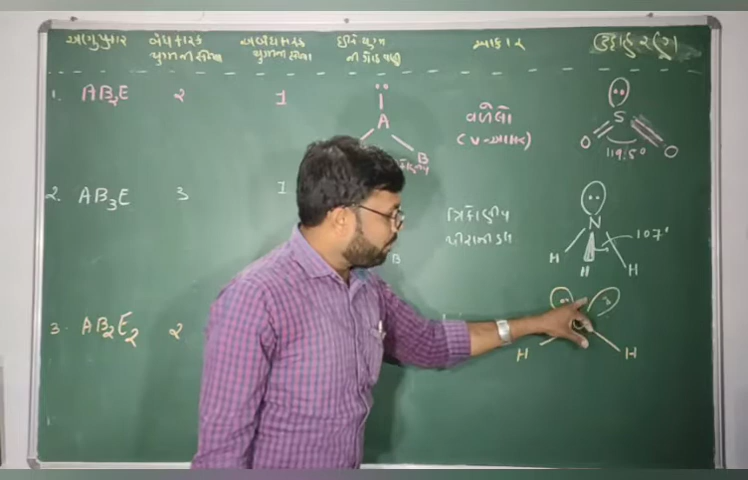 અણુપ્રકાર
બંધકારક
યુગ્મની સંખ્યા
અબંધકારક
યુગ્મની સંખ્યા
ઇલે. યુગ્મ
ની ગોઠવણી
આકાર
ઉદાહરણ
1. AB₂E 2 1
A
B
વળેલો
(V-આકાર)
S
O O
119.5°
2. AB₃E 3 1
B
ત્રિકોણીય
પીરામીડલ
N
107°
H H H
3. AB₂E₂ 2
H H